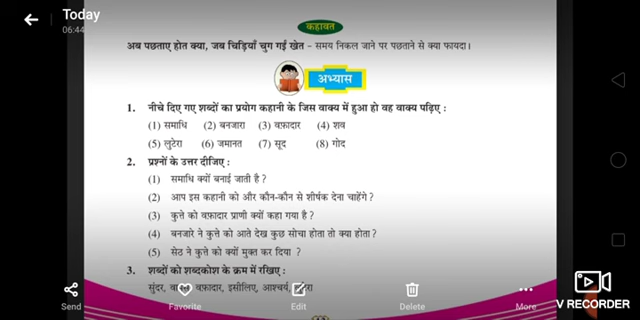 Today
06:44
कहावत
अब पछताए होत क्या, जब चिड़ियाँ चुग गईं खेत - समय निकल जाने पर पछताने से क्या फायदा।
अभ्यास
1. नीचे दिए गए शब्दों का प्रयोग कहानी के जिस वाक्य में हुआ हो वह वाक्य पढ़िए :
(1) समाधि (2) बनजारा (3) वफ़ादार (4) शव
(5) लुटेरा (6) जमानत (7) सूद (8) गोद
2. प्रश्नों के उत्तर दीजिए :
(1) समाधि क्यों बनाई जाती है ?
(2) आप इस कहानी को और कौन-कौन से शीर्षक देना चाहेंगे ?
(3) कुत्ते को वफ़ादार प्राणी क्यों कहा गया है ?
(4) बनजारे ने कुत्ते को आते देख कुछ सोचा होता तो क्या होता ?
(5) सेठ ने कुत्ते को क्यों मुक्त कर दिया ?
3. शब्दों को शब्दकोश के क्रम में रखिए :
सुंदर, वफ़ादार, इसीलिए, आश्चर्य,
Send Favorite Edit Delete More
V RECORDER